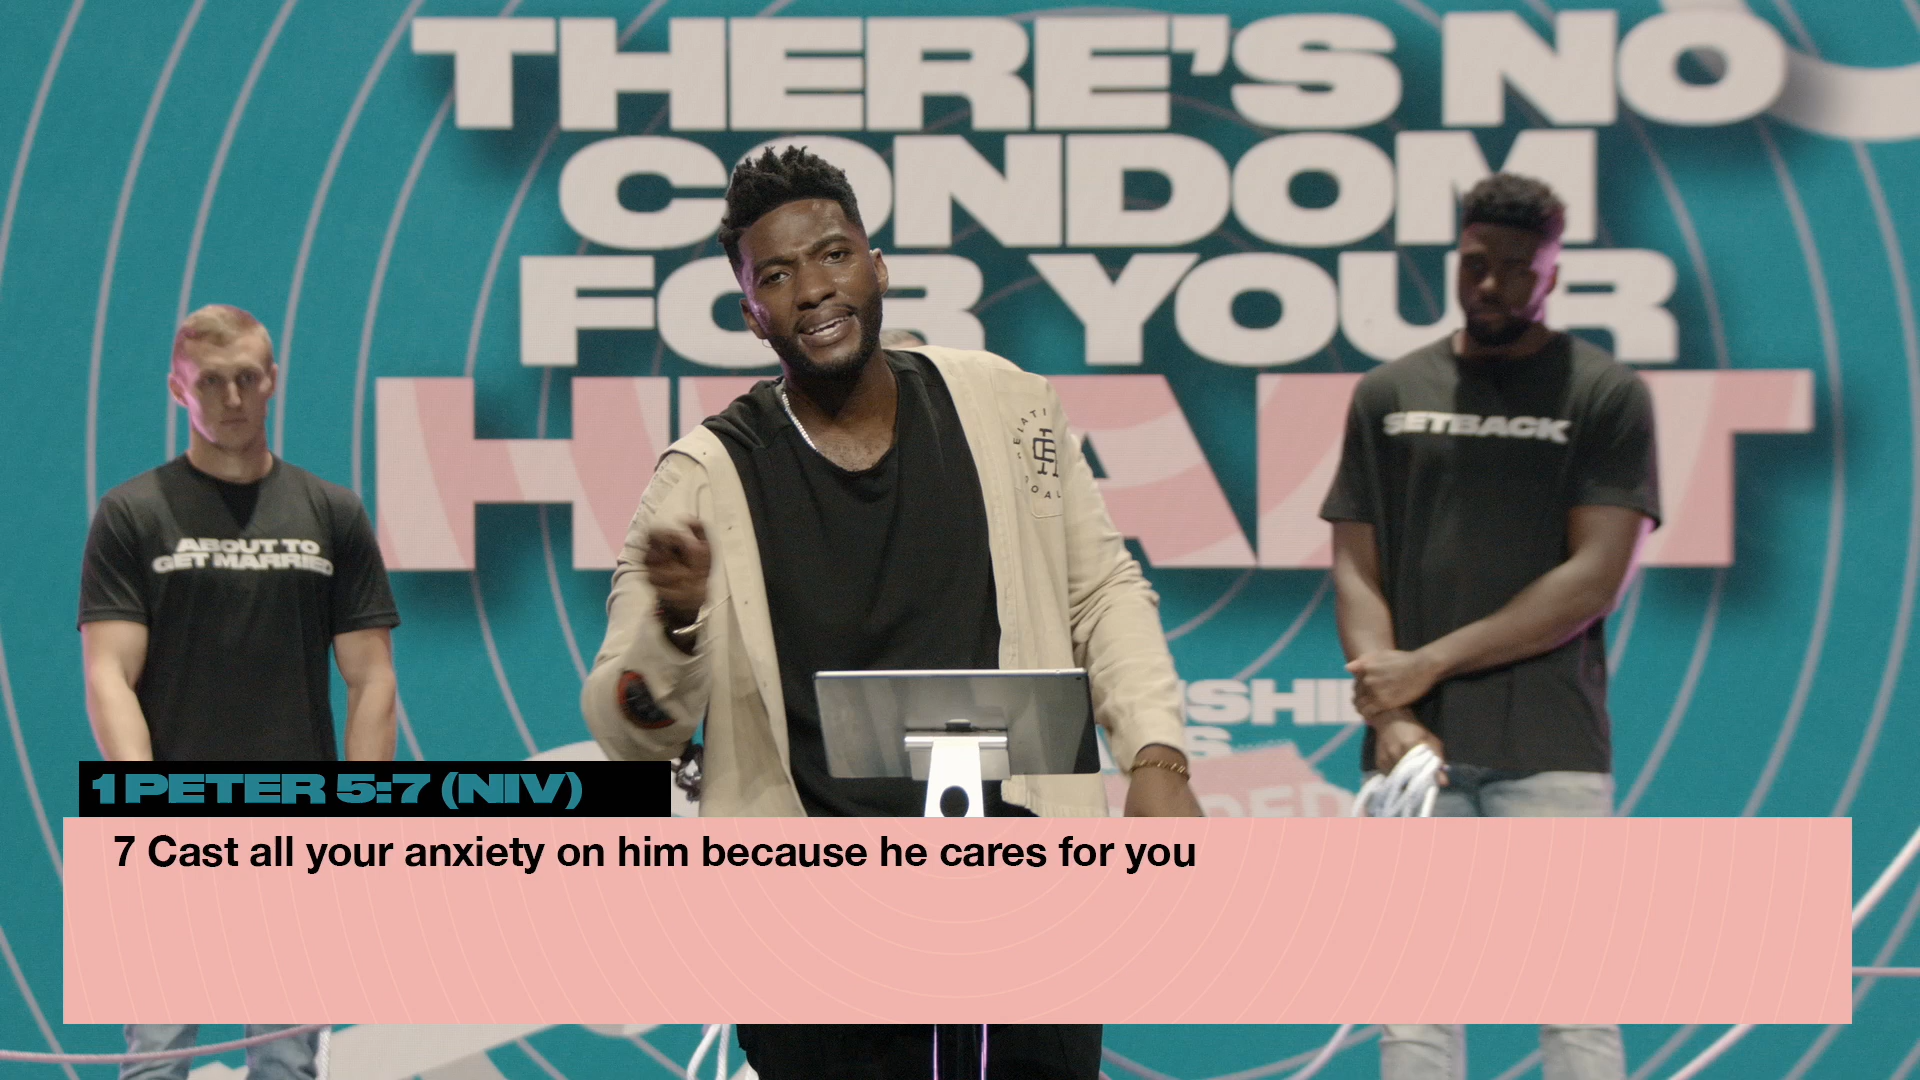 THERE'S NO
CONDOM
FOR YOUR
HEART
ABOUT TO
GET MARRIED
SETBACK
1 PETER 5:7 (NIV)
7 Cast all your anxiety on him because he cares for you